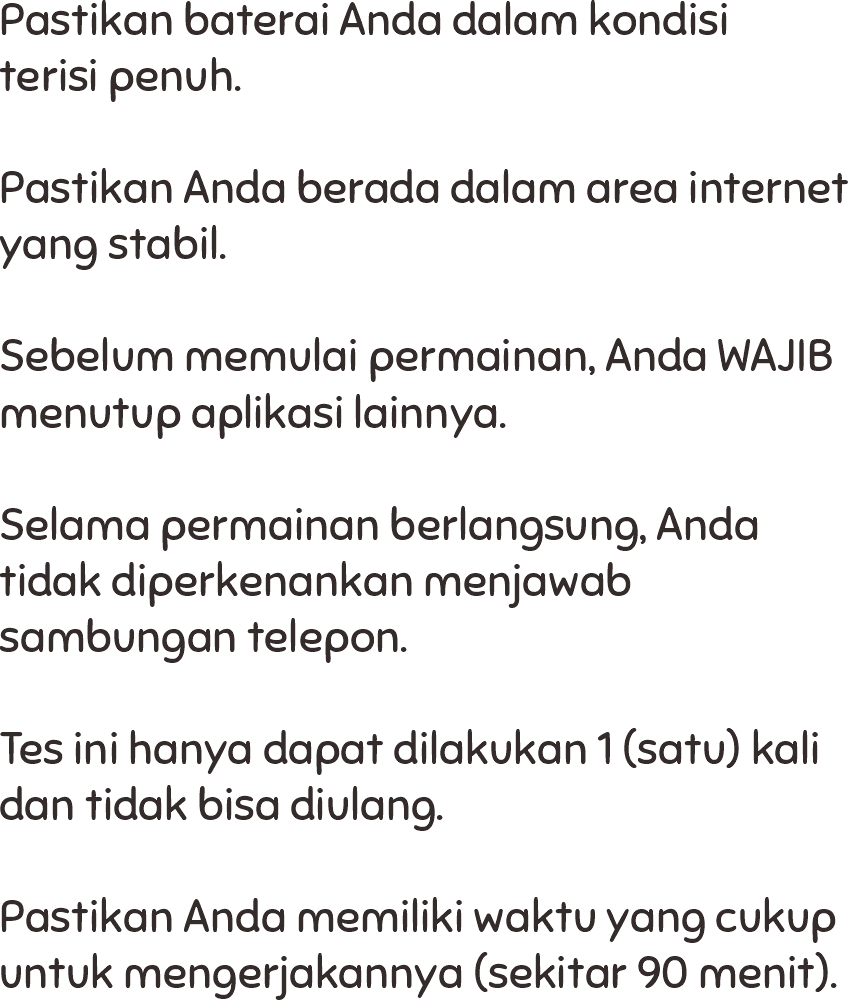 Pastikan baterai Anda dalam kondisi
terisi penuh.
Pastikan Anda berada dalam area internet
yang stabil.
Sebelum memulai permainan, Anda WAJIB
menutup aplikasi lainnya.
Selama permainan berlangsung, Anda
tidak diperkenankan menjawab
sambungan telepon.
Tes ini hanya dapat dilakukan 1 (satu) kali
dan tidak bisa diulang.
Pastikan Anda memiliki waktu yang cukup
untuk mengerjakannya (sekitar 90 menit).